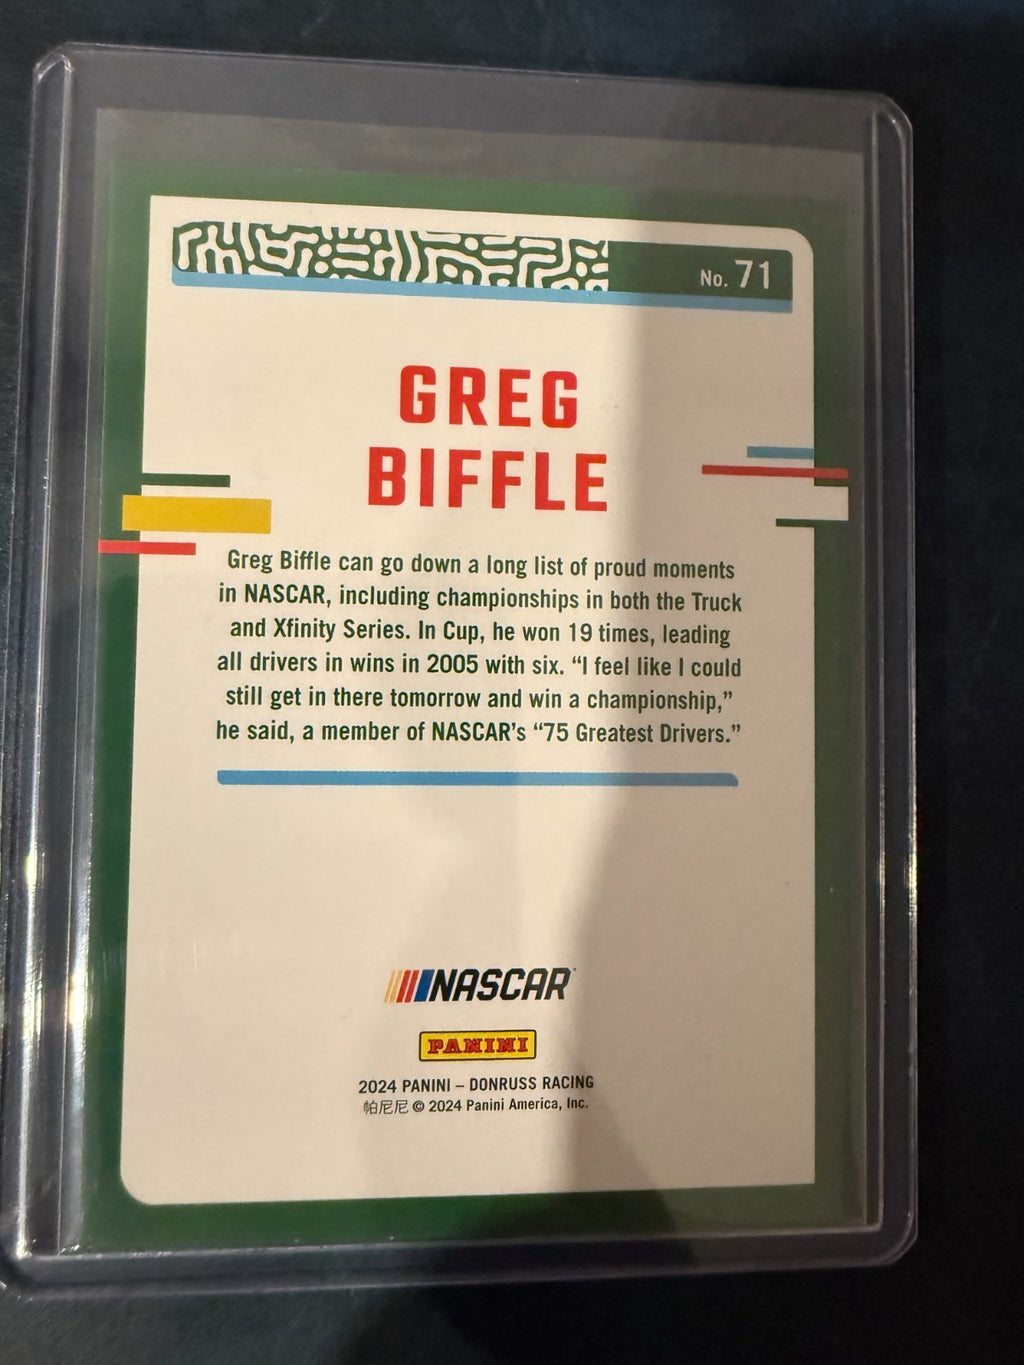 No. 71
GREG
BIFFLE
Greg Biffle can go down a long list of proud moments
in NASCAR, including championships in both the Truck
and Xfinity Series. In Cup, he won 19 times, leading
all drivers in wins in 2005 with six. “I feel like I could
still get in there tomorrow and win a championship,”
he said, a member of NASCAR’s “75 Greatest Drivers.”
NASCAR
PANINI
2024 PANINI – DONRUSS RACING
帕尼尼 © 2024 Panini America, Inc.